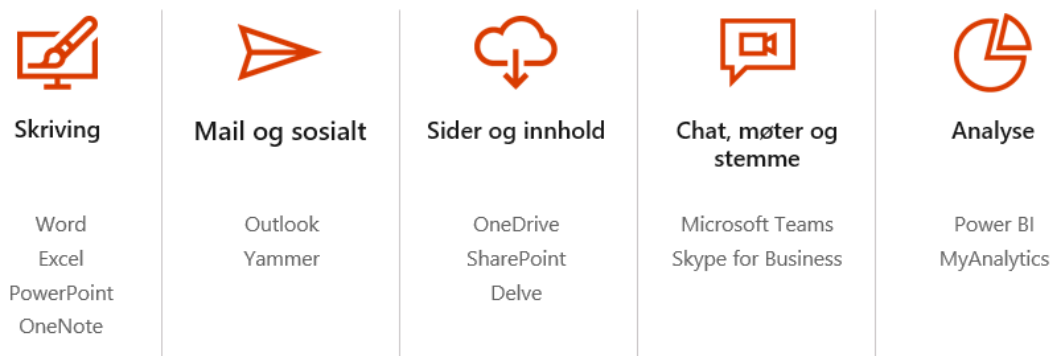 Skriving
Word
Excel
PowerPoint
OneNote
Mail og sosialt
Outlook
Yammer
Sider og innhold
OneDrive
SharePoint
Delve
Chat, møter og
stemme
Microsoft Teams
Skype for Business
Analyse
Power BI
MyAnalytics